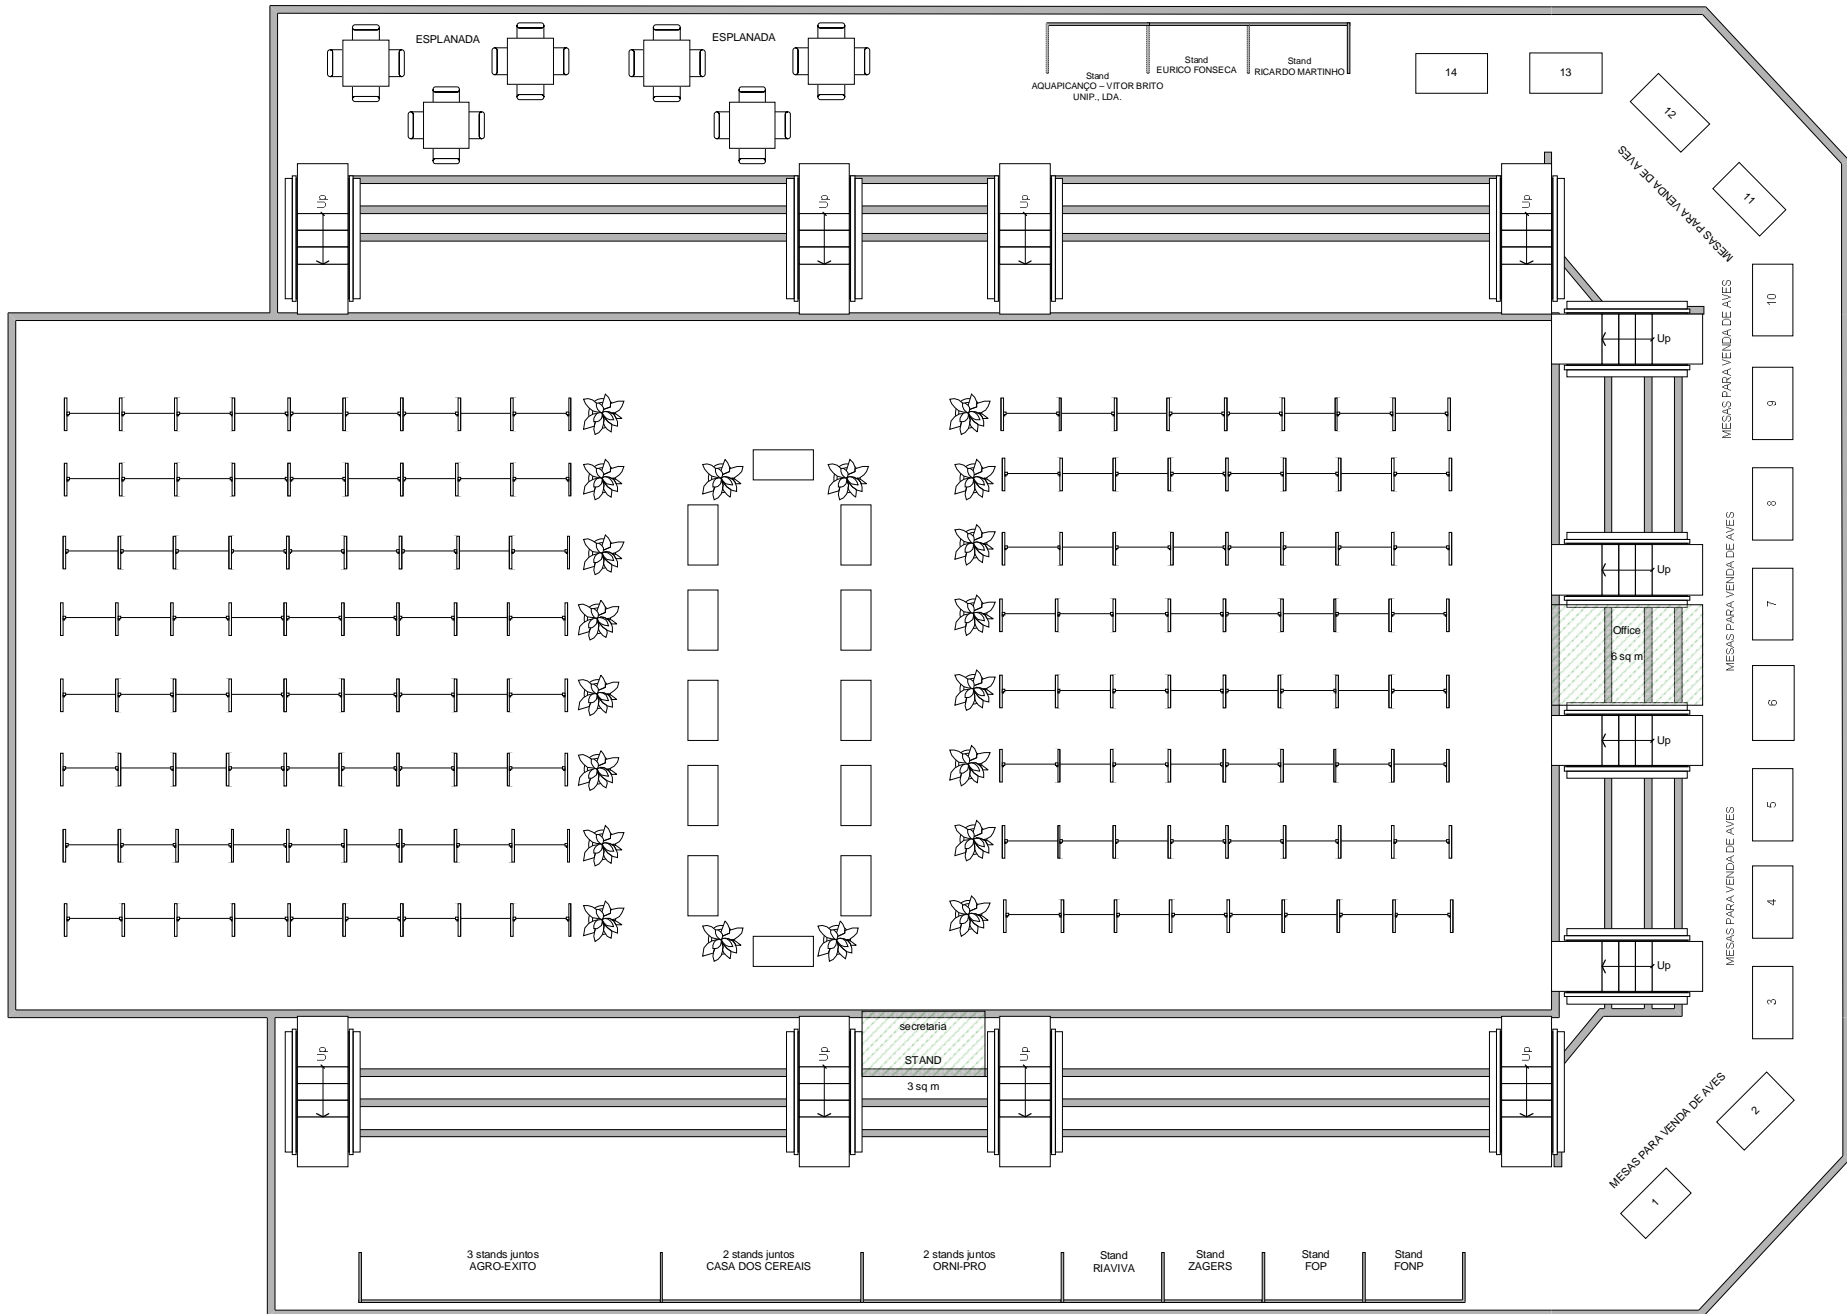 ESPLANADA
ESPLANADA
Stand
AQUAPICANÇO – VITOR BRITO
UNIP., LDA.
Stand
EURICO FONSECA
Stand
RICARDO MARTINHO
14
13
12
11
MESAS PARA VENDA DE AVES
10
9
MESAS PARA VENDA DE AVES
8
7
MESAS PARA VENDA DE AVES
6
5
4
3
MESAS PARA VENDA DE AVES
2
1
MESAS PARA VENDA DE AVES
Up
Up
Up
Up
Up
Up
Office
6 sq m
Up
Up
secretaria
STAND
3 sq m
Up
Up
Up
Up
3 stands juntos
AGRO-EXITO
2 stands juntos
CASA DOS CEREAIS
2 stands juntos
ORNI-PRO
Stand
RIAVIVA
Stand
ZAGERS
Stand
FOP
Stand
FONP